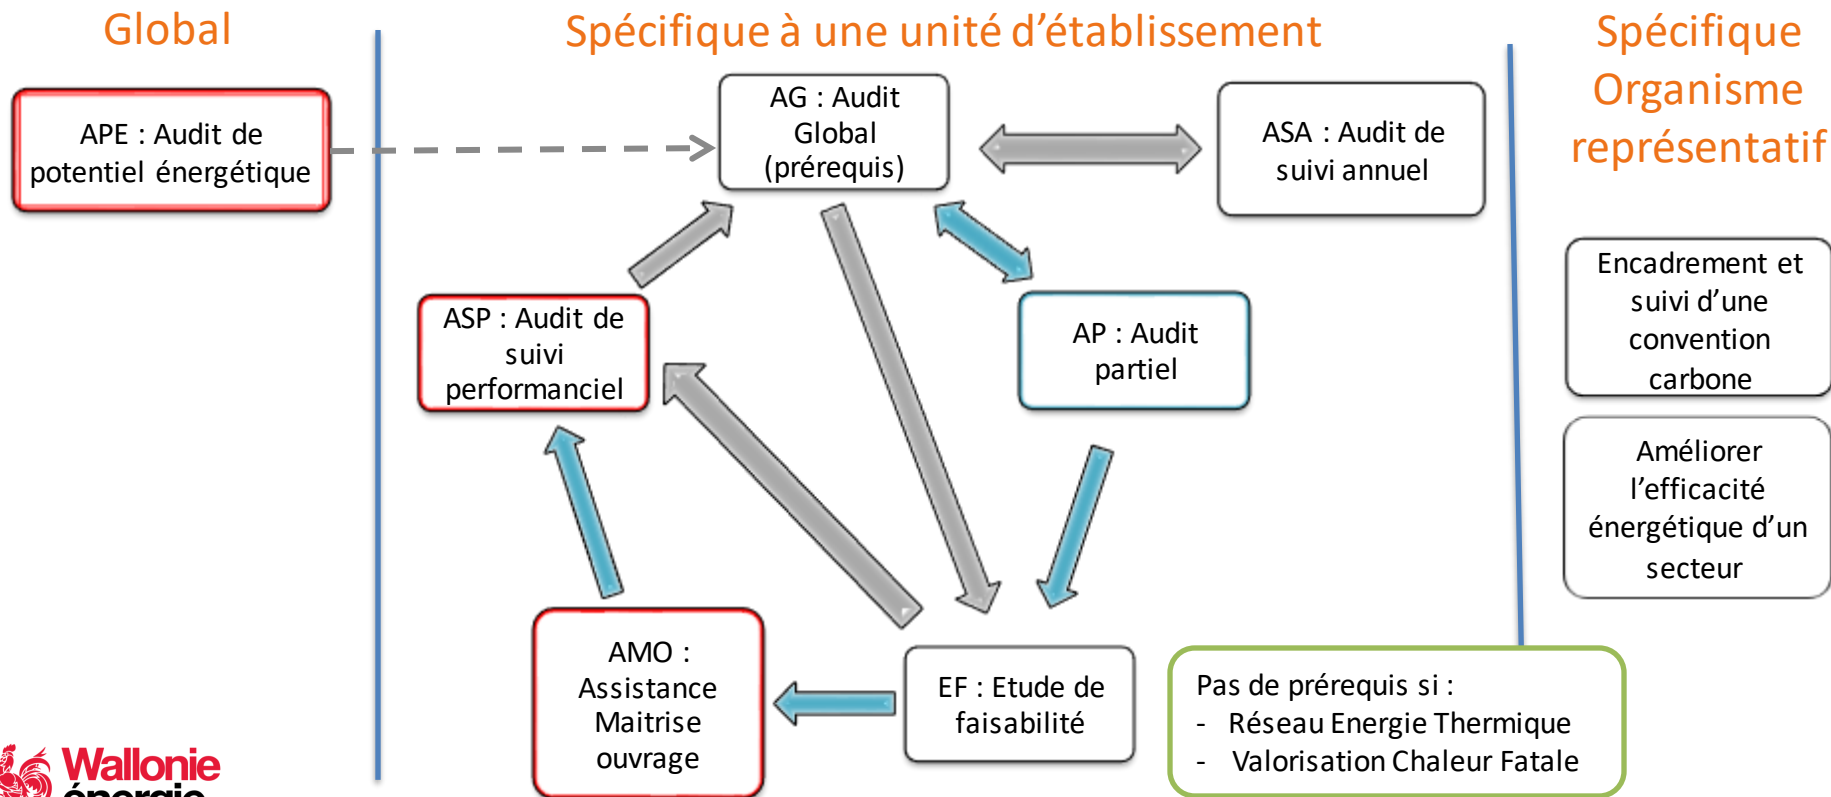 Global
Spécifique à une unité d’établissement
Spécifique
Organisme
représentatif
APE : Audit de
potentiel énergétique
AG : Audit
Global
(prérequis)
ASA : Audit de
suivi annuel
ASP : Audit de
suivi
performanciel
AP : Audit
partiel
Encadrement et
suivi d’une
convention
carbone
Améliorer
l’efficacité
énergétique d’un
secteur
AMO :
Assistance
Maitrise
ouvrage
EF : Etude de
faisabilité
Pas de prérequis si :
- Réseau Energie Thermique
- Valorisation Chaleur Fatale
Wallonie
énergie